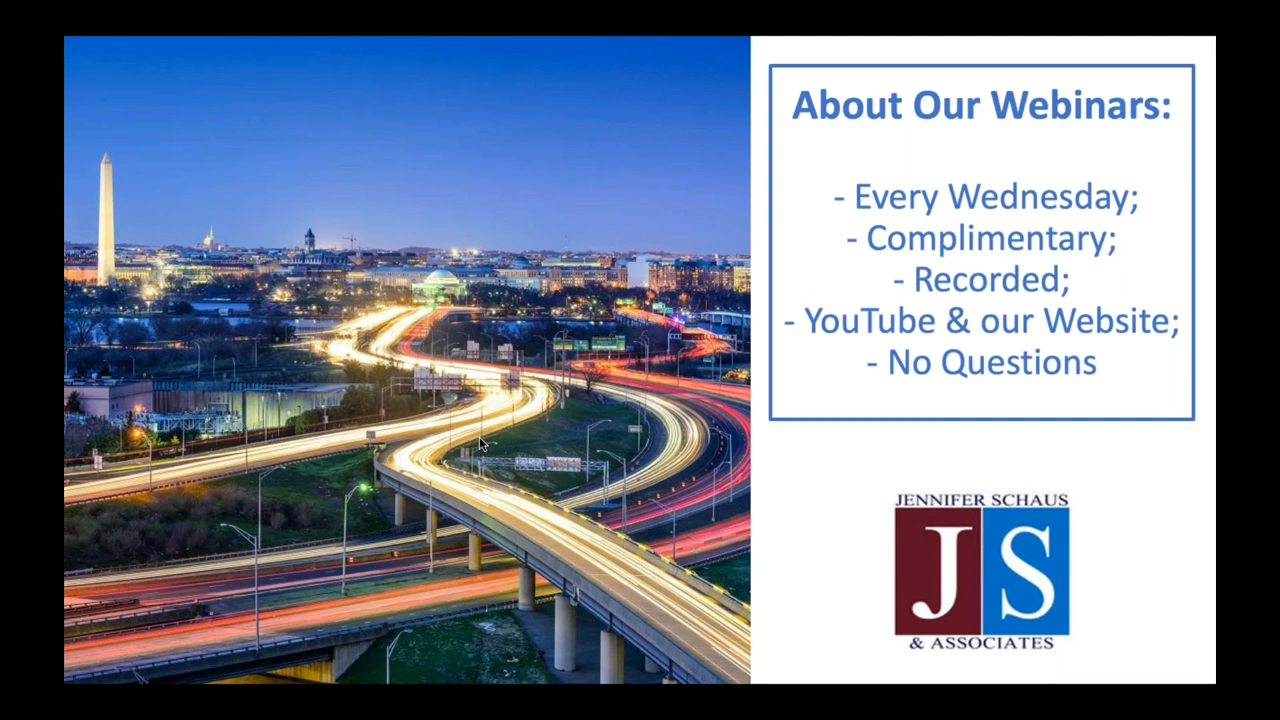 About Our Webinars:
- Every Wednesday;
- Complimentary;
- Recorded;
- YouTube & our Website;
- No Questions
JENNIFER SCHAUS
JS
& ASSOCIATES